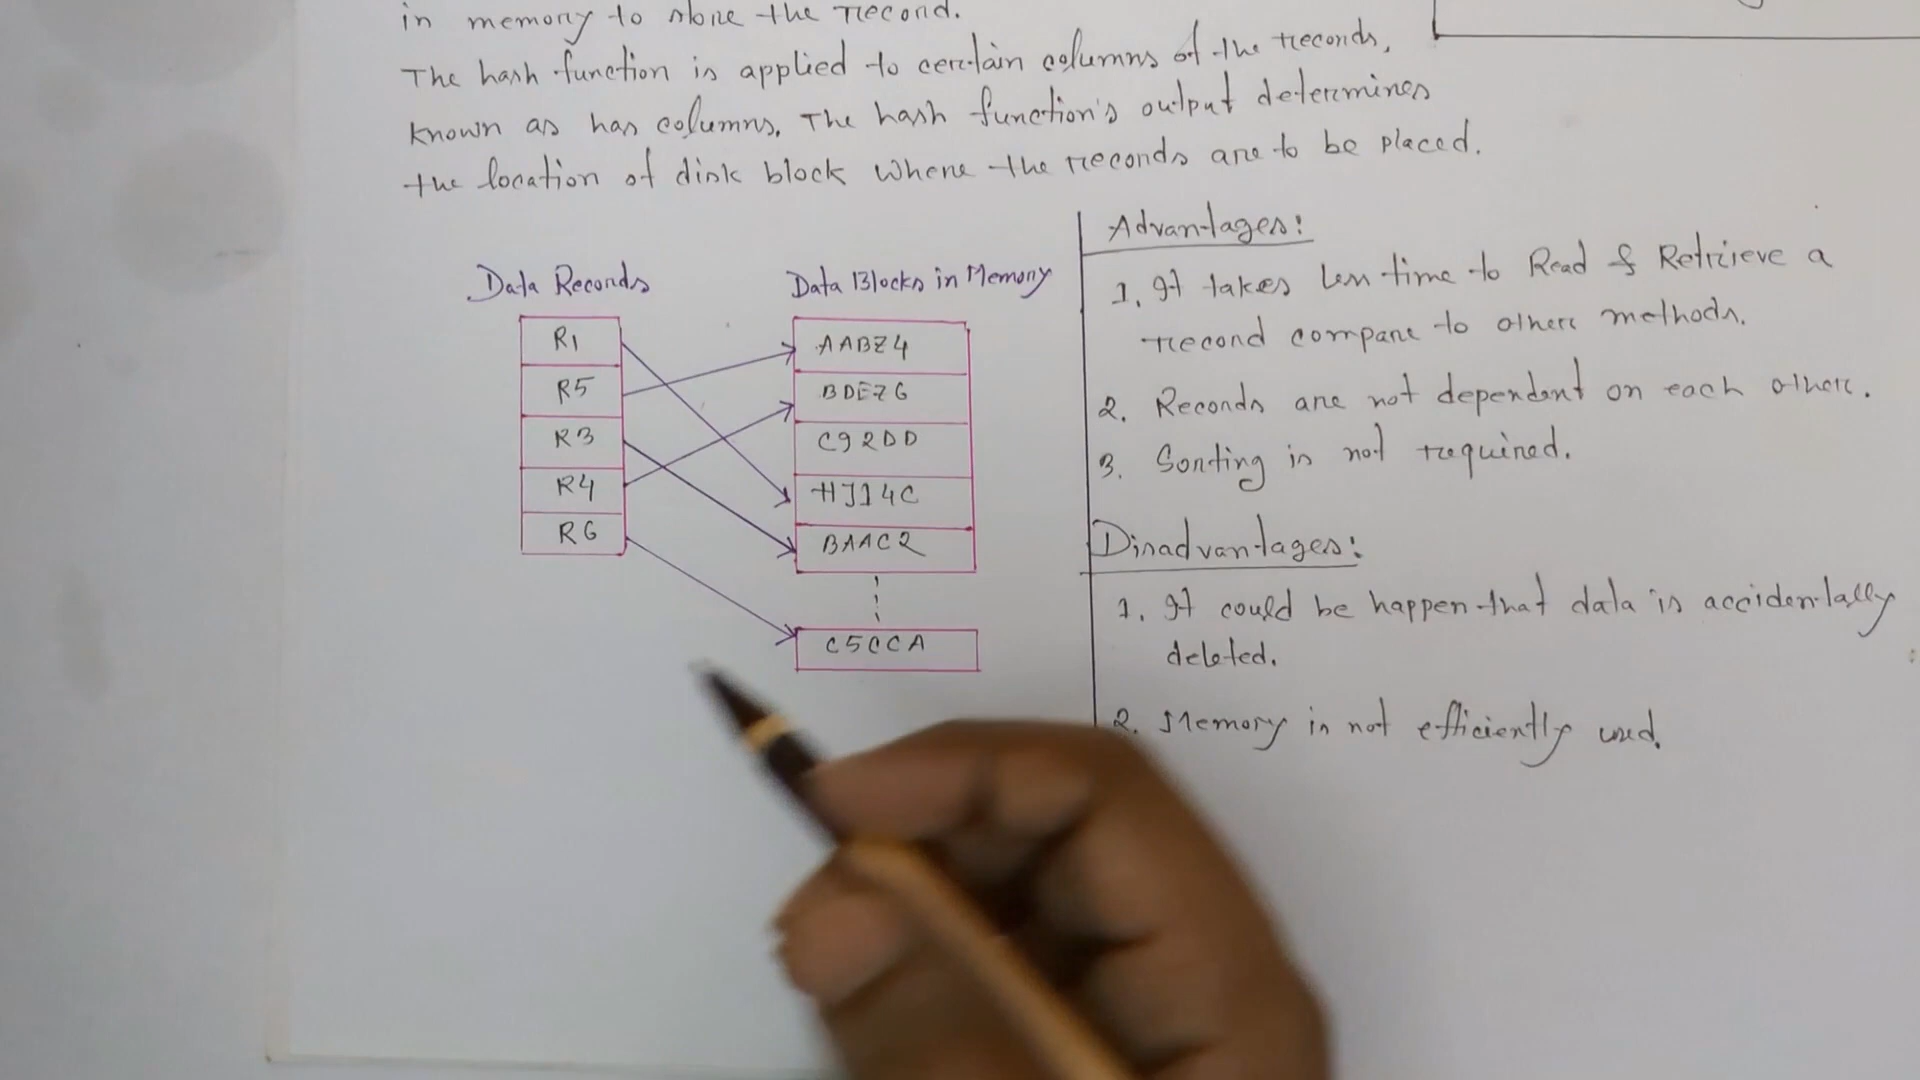 in memory to store the record.
The hash function is applied to certain columns of the records,
known as has columns. The hash function's output determines
the location of disk block where the records are to be placed.
Data Records
R1
R5
R3
R4
R6
Data Blocks in Memory
AABZ4
BDEZ6
C92DD
HJ14C
BAAC2
C5CCA
Advantages:
1. It takes less time to Read & Retrieve a
record compare to other methods.
2. Records are not dependent on each other.
3. Sorting is not required.
Disadvantages:
1. It could be happen that data is accidentally
deleted.
2. Memory is not efficiently used.